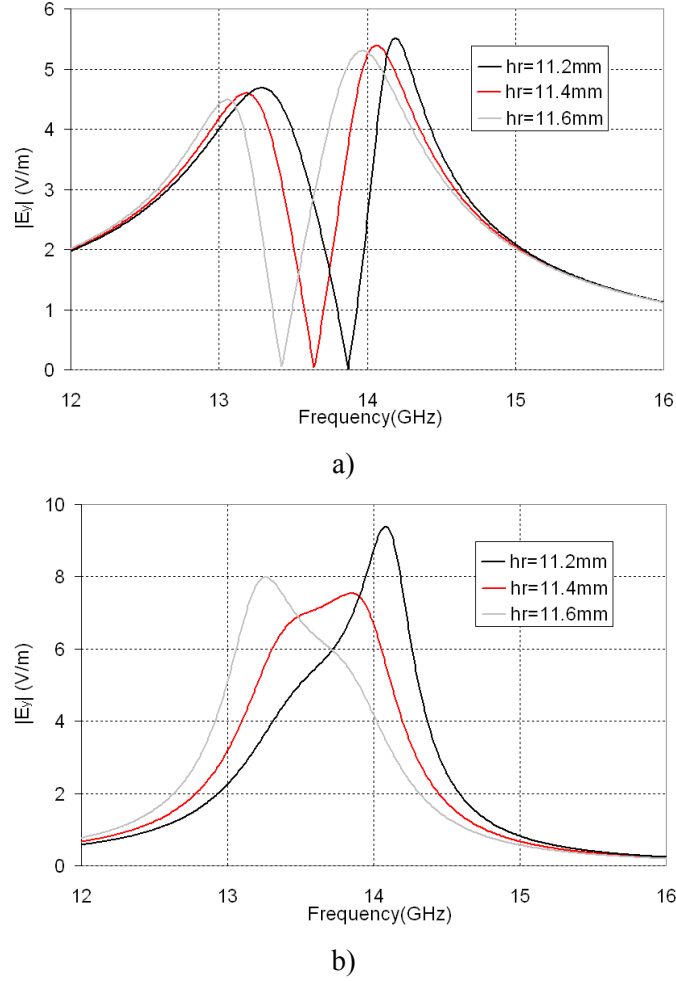 6
5
4
3
2
1
0
|Ey| (V/m)
hr=11.2mm
hr=11.4mm
hr=11.6mm
12 13 14 15 16
Frequency(GHz)
a)
10
8
6
4
2
0
|Ey| (V/m)
hr=11.2mm
hr=11.4mm
hr=11.6mm
12 13 14 15 16
Frequency(GHz)
b)